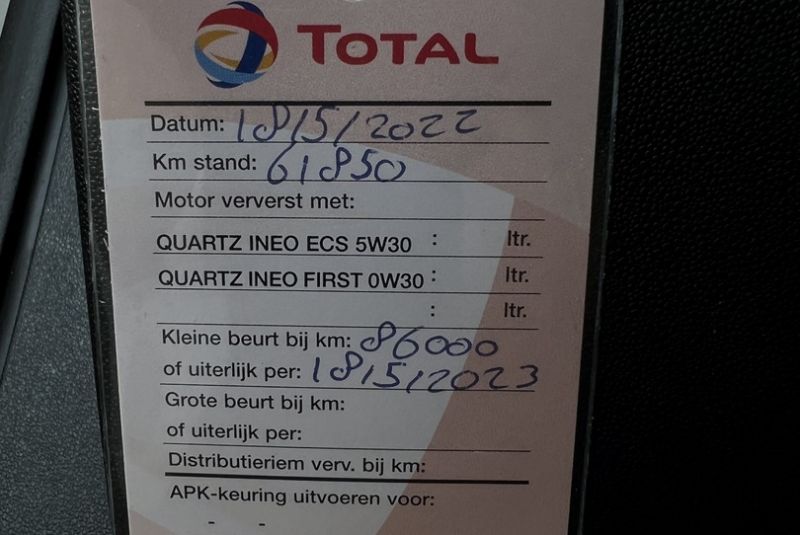 TOTAL
Datum: 18/5/2022
Km stand: 61850
Motor ververst met:
QUARTZ INEO ECS 5W30 : ltr.
QUARTZ INEO FIRST 0W30 : ltr.
: ltr.
Kleine beurt bij km: 86000
of uiterlijk per: 18/5/2023
Grote beurt bij km:
of uiterlijk per:
Distributieriem verv. bij km:
APK-keuring uitvoeren voor:
- -